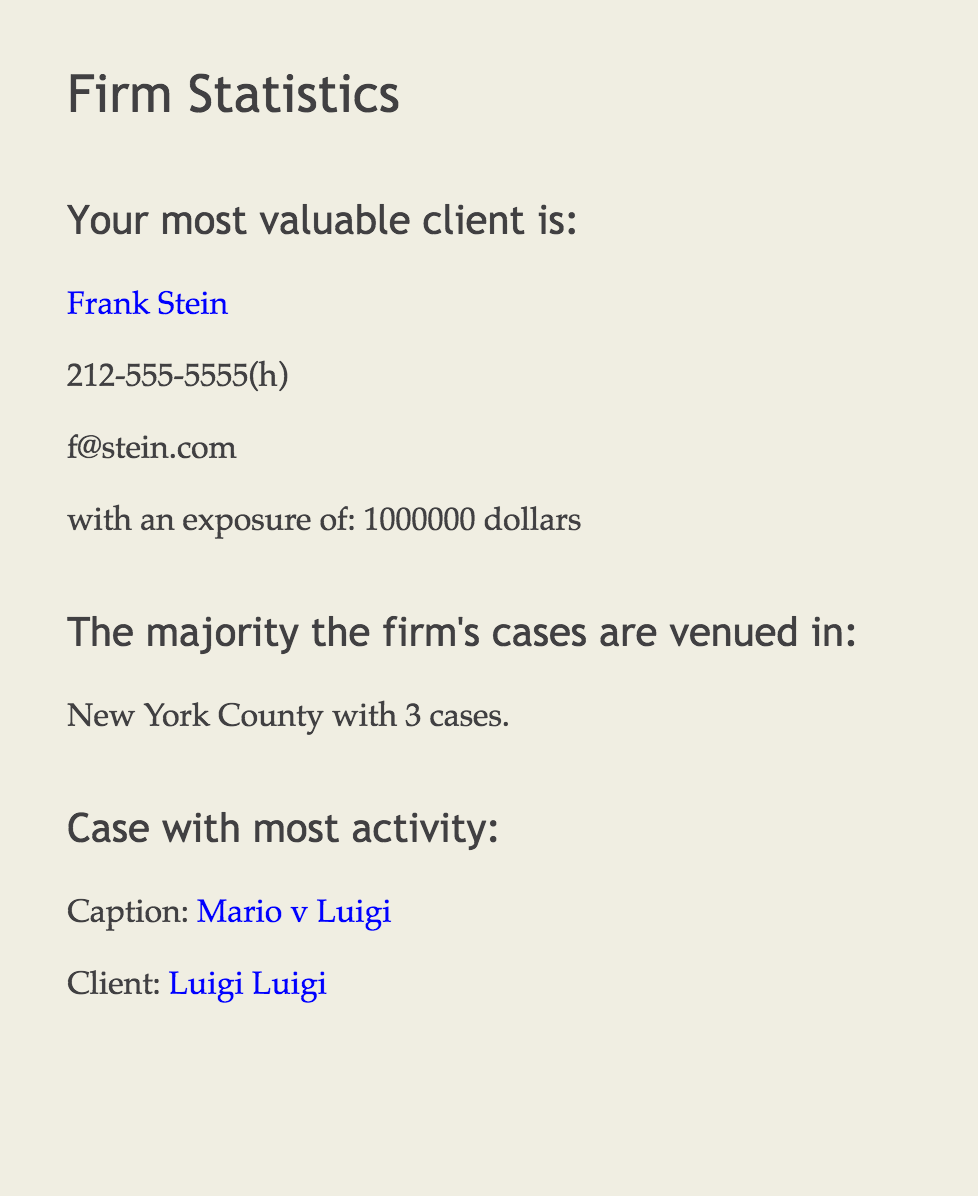 Firm Statistics
Your most valuable client is:
Frank Stein
212-555-5555(h)
f@stein.com
with an exposure of: 1000000 dollars
The majority the firm's cases are venued in:
New York County with 3 cases.
Case with most activity:
Caption: Mario v Luigi
Client: Luigi Luigi